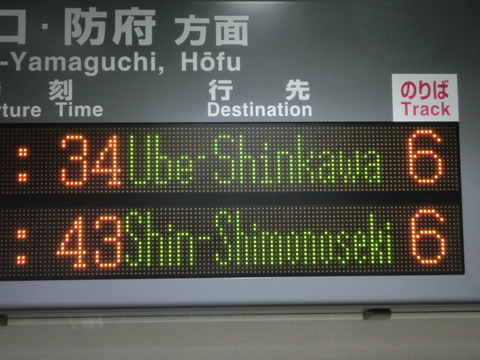 口・防府 方面
-Yamaguchi, Hōfu
刻 行先 のりば
rture Time Destination Track
: 34 Ube-Shinkawa 6
: 43 Shin-Shimonoseki 6